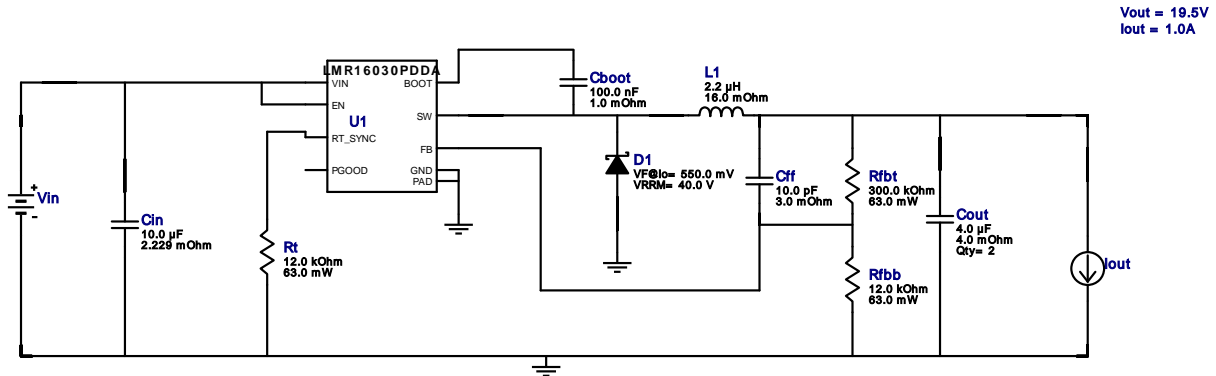 Vout = 19.5V
Iout = 1.0A
LMR16030PDDA
VIN
BOOT
EN
SW
U1
RT_SYNC
FB
PGOOD
GND
PAD
Cboot
100.0 nF
1.0 mOhm
L1
2.2 µH
16.0 mOhm
D1
VF@Io= 550.0 mV
VRRM= 40.0 V
Cff
10.0 pF
3.0 mOhm
Rfbt
300.0 kOhm
63.0 mW
+
Vin
-
Cin
10.0 µF
2.229 mOhm
Rt
12.0 kOhm
63.0 mW
Cout
4.0 µF
4.0 mOhm
Qty= 2
Rfbb
12.0 kOhm
63.0 mW
Iout